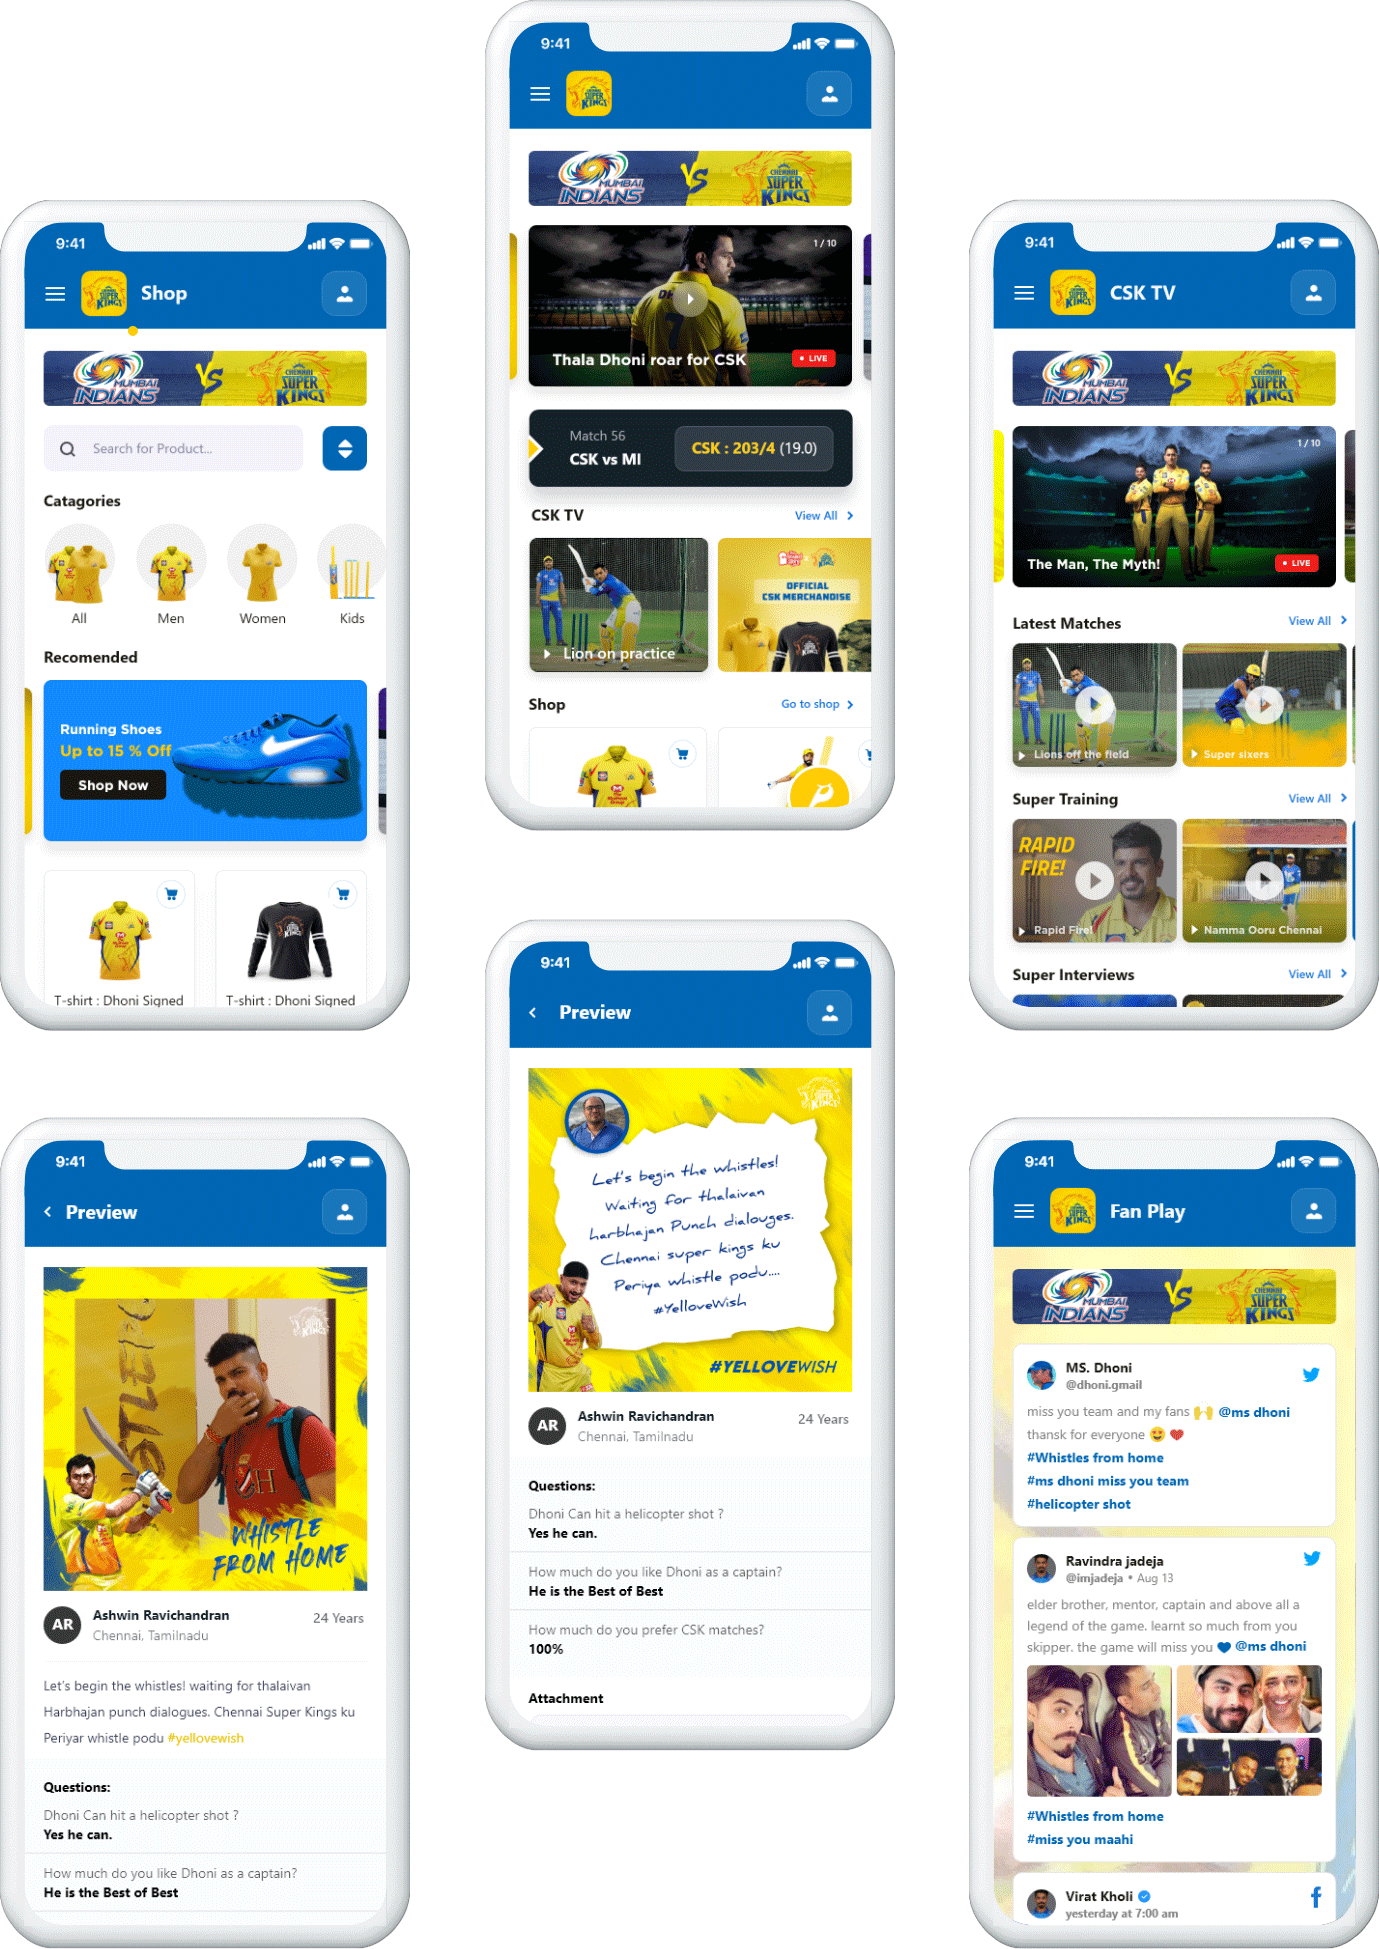 9:41
CHENNAI
SUPER
KINGS
Shop
MUMBAI
INDIANS
VS
CHENNAI
SUPER
KINGS
Search for Product...
Catagories
All
Men
Women
Kids
Recomended
Running Shoes
Up to 15 % Off
Shop Now
T-shirt : Dhoni Signed
T-shirt : Dhoni Signed
9:41
CHENNAI
SUPER
KINGS
MUMBAI
INDIANS
VS
CHENNAI
SUPER
KINGS
1 / 10
7
Thala Dhoni roar for CSK
LIVE
Match 56
CSK vs MI
CSK : 203/4 (19.0)
CSK TV
View All
Lion on practice
OFFICIAL
CSK MERCHANDISE
Shop
Go to shop
9:41
CHENNAI
SUPER
KINGS
CSK TV
MUMBAI
INDIANS
VS
CHENNAI
SUPER
KINGS
1 / 10
The Man, The Myth!
LIVE
Latest Matches
View All
Lions off the field
Super sixers
Super Training
View All
RAPID
FIRE!
Rapid Fire!
Namma Ooru Chennai
Super Interviews
View All
9:41
Preview
WHISTLE
FROM HOME
AR
Ashwin Ravichandran
24 Years
Chennai, Tamilnadu
Let's begin the whistles! waiting for thalaivan
Harbhajan punch dialogues. Chennai Super Kings ku
Periyar whistle podu #yellovewish
Questions:
Dhoni Can hit a helicopter shot ?
Yes he can.
How much do you like Dhoni as a captain?
He is the Best of Best
9:41
Preview
Let's begin the whistles!
Waiting for thalaivan
harbhajan Punch dialouges.
Chennai super kings ku
Periya whistle podu....
#YelloveWish
#YELLOVEWISH
AR
Ashwin Ravichandran
24 Years
Chennai, Tamilnadu
Questions:
Dhoni Can hit a helicopter shot ?
Yes he can.
How much do you like Dhoni as a captain?
He is the Best of Best
How much do you prefer CSK matches?
100%
Attachment
9:41
CHENNAI
SUPER
KINGS
Fan Play
MUMBAI
INDIANS
VS
CHENNAI
SUPER
KINGS
MS. Dhoni
@dhoni.gmail
miss you team and my fans 🙌 @ms dhoni
thansk for everyone 😍 ❤
#Whistles from home
#ms dhoni miss you team
#helicopter shot
Ravindra jadeja
@imjadeja • Aug 13
elder brother, mentor, captain and above all a
legend of the game. learnt so much from you
skipper. the game will miss you 💙 @ms dhoni
#Whistles from home
#miss you maahi
Virat Kholi
yesterday at 7:00 am